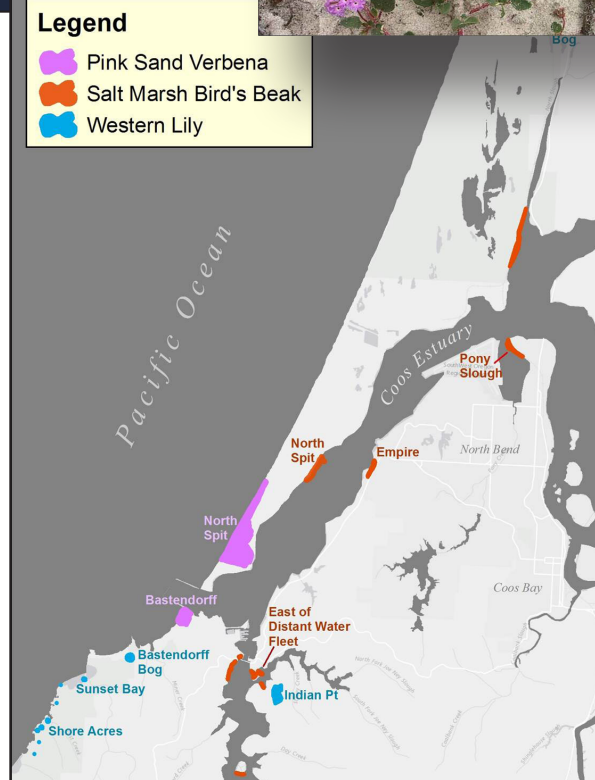 Legend
Pink Sand Verbena
Salt Marsh Bird's Beak
Western Lily
Bog
Pacific Ocean
Coos Estuary
Pony
Slough
North
Spit
Empire
North Bend
North
Spit
Coos Bay
Bastendorff
East of
Distant Water
Fleet
Bastendorff
Bog
Sunset Bay
Indian Pt
Shore Acres